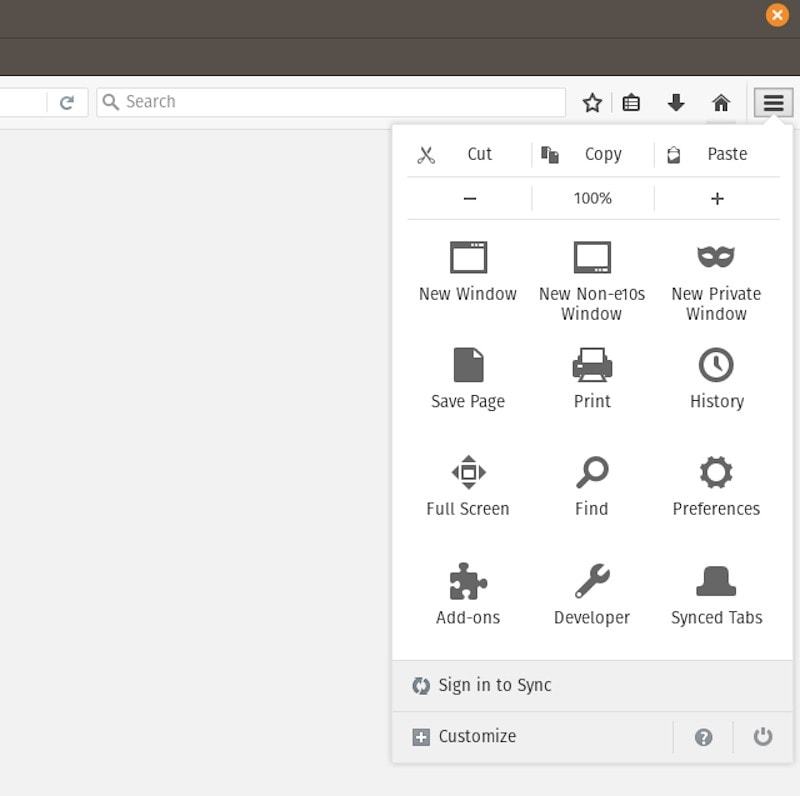 Search
Cut Copy Paste
100%
New Window New Non-e10s Window New Private Window
Save Page Print History
Full Screen Find Preferences
Add-ons Developer Synced Tabs
Sign in to Sync
Customize